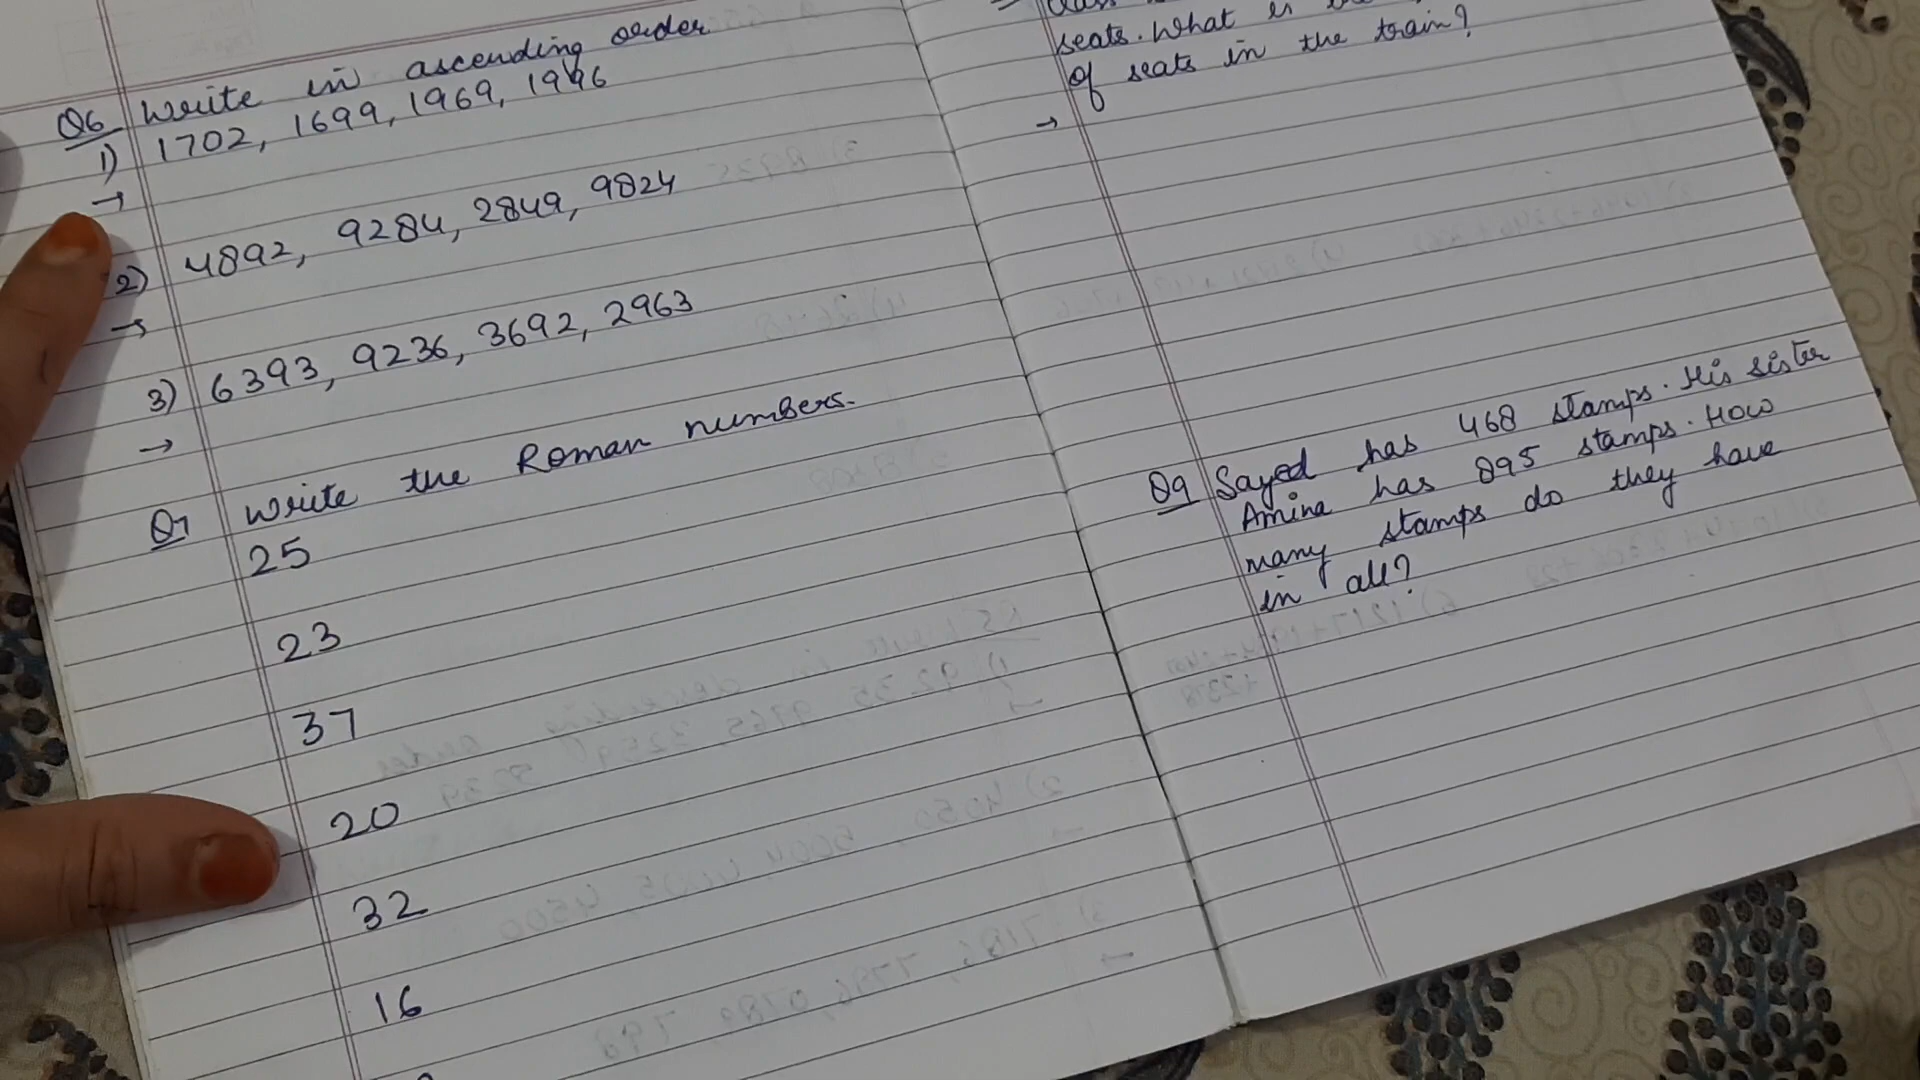 Q6 Write in ascending order
1) 1702, 1699, 1969, 1996
→
2) 4892, 9284, 2849, 9824
→
3) 6393, 9236, 3692, 2963
→
Q7 Write the Roman numbers.
25
23
37
20
32
16
class
seats. What is
of seats in the train?
→
Q9 Sayed has 468 stamps. His sister
Amina has 895 stamps. How
many stamps do they have
in all?